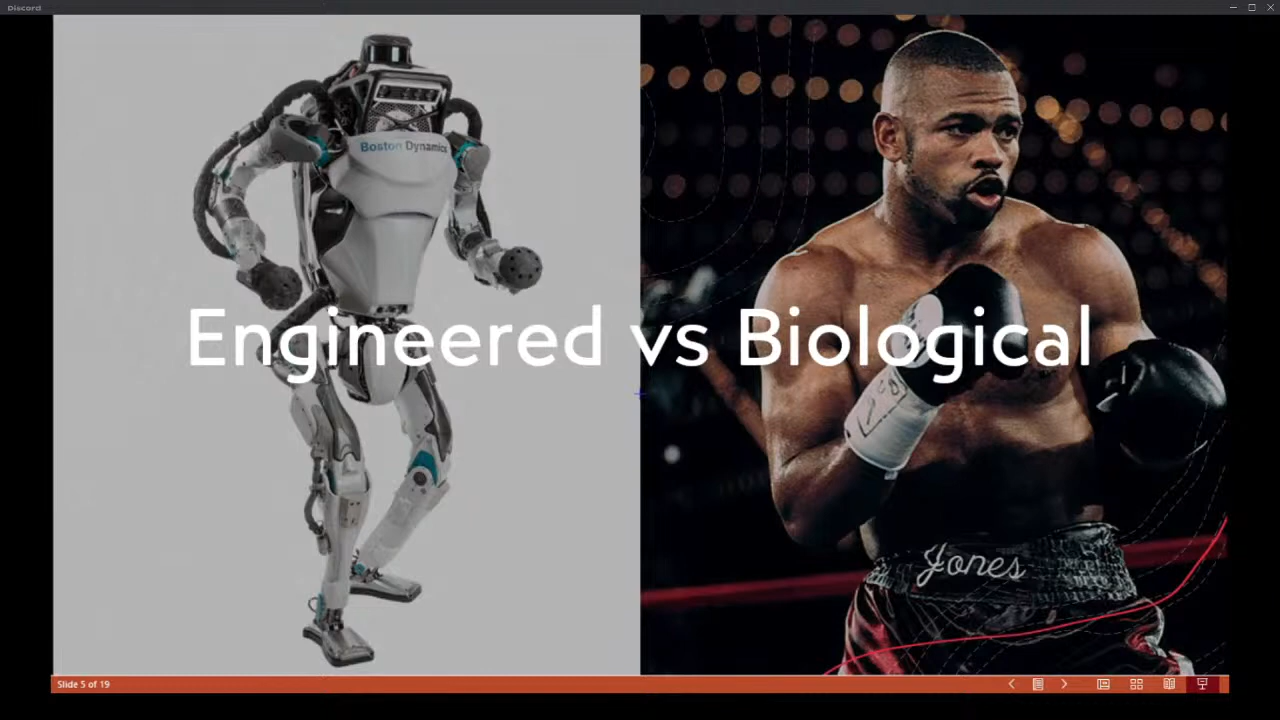 Discord
Boston Dynamics
Engineered vs Biological
Jones
Slide 5 of 19